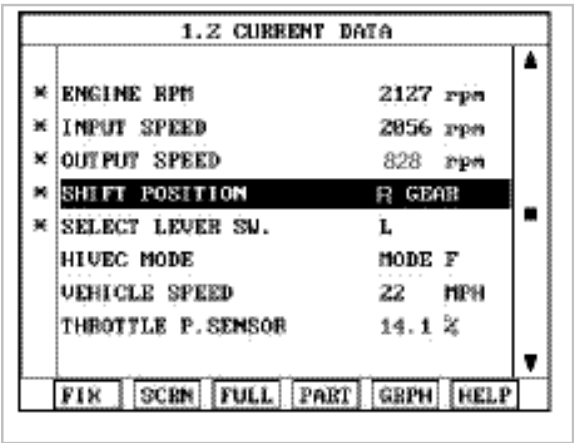 1.2 CURRENT DATA
* ENGINE RPM 2127 rpm
* INPUT SPEED 2056 rpm
* OUTPUT SPEED 828 rpm
* SHIFT POSITION R GEAR
* SELECT LEVER SW. L
HIVEC MODE MODE F
VEHICLE SPEED 22 MPH
THROTTLE P.SENSOR 14.1 %
FIX SCRN FULL PART GRPH HELP